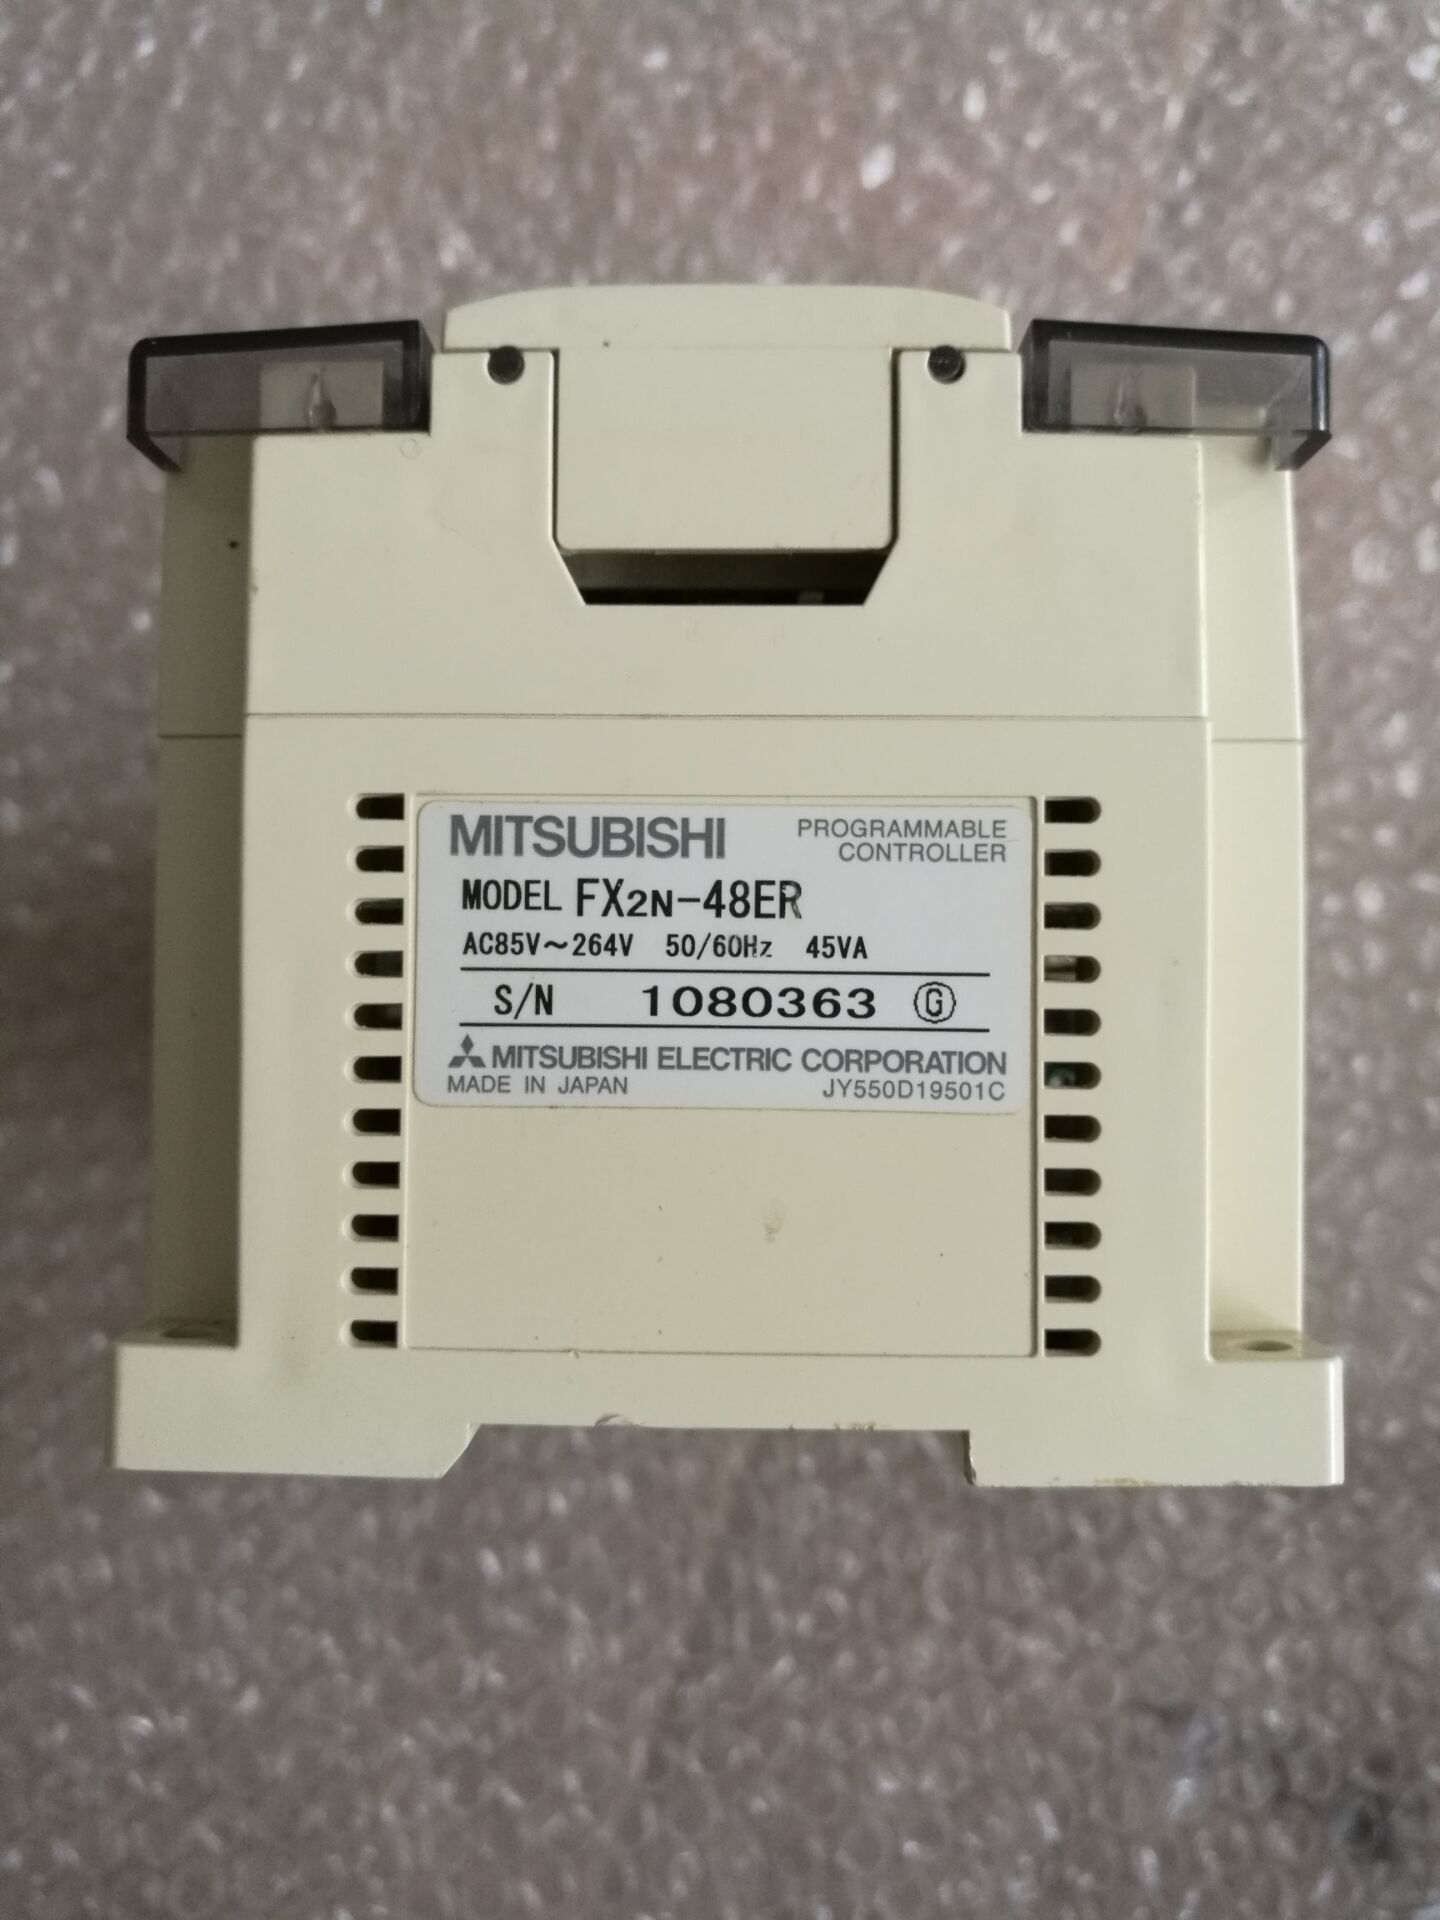 MITSUBISHI
PROGRAMMABLE
CONTROLLER
MODEL FX2N-48ER
AC85V~264V 50/60Hz 45VA
S/N 1080363 G
MITSUBISHI ELECTRIC CORPORATION
MADE IN JAPAN JY550D19501C